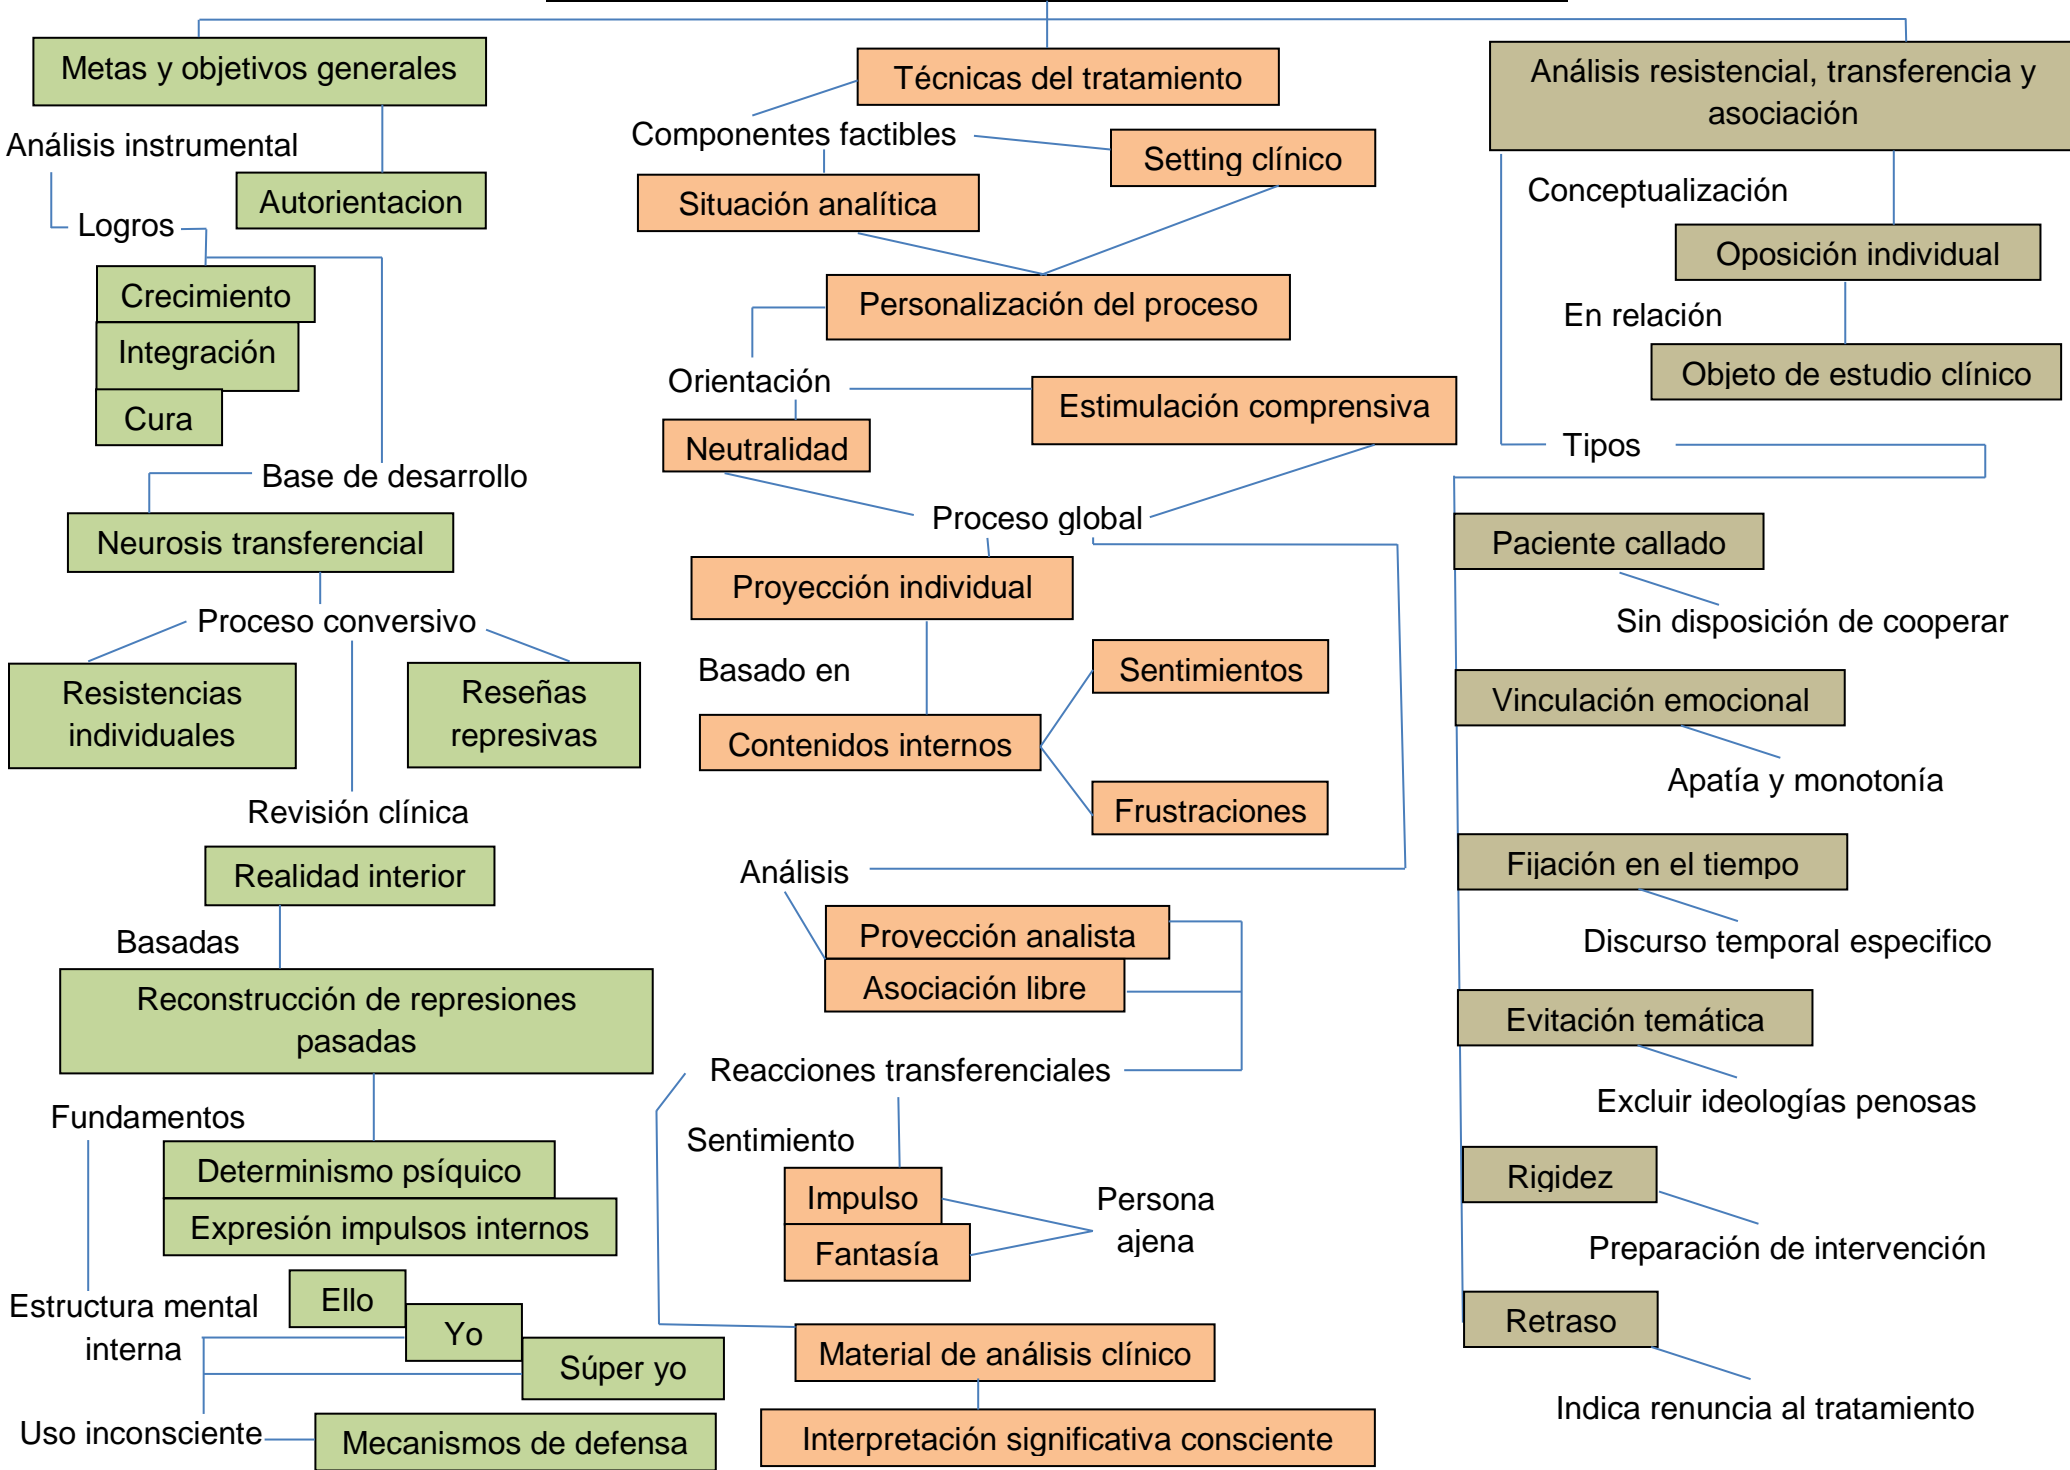 Metas y objetivos generales
Análisis instrumental
Autorientacion
Logros
Crecimiento
Integración
Cura
Base de desarrollo
Neurosis transferencial
Proceso conversivo
Resistencias
individuales
Reseñas
represivas
Revisión clínica
Realidad interior
Basadas
Reconstrucción de represiones
pasadas
Fundamentos
Determinismo psíquico
Expresión impulsos internos
Estructura mental
interna
Ello
Yo
Súper yo
Uso inconsciente
Mecanismos de defensa
Técnicas del tratamiento
Componentes factibles
Setting clínico
Situación analítica
Personalización del proceso
Orientación
Estimulación comprensiva
Neutralidad
Proceso global
Proyección individual
Basado en
Sentimientos
Contenidos internos
Frustraciones
Análisis
Proyección analista
Asociación libre
Reacciones transferenciales
Sentimiento
Impulso
Fantasía
Persona
ajena
Material de análisis clínico
Interpretación significativa consciente
Análisis resistencial, transferencia y
asociación
Conceptualización
Oposición individual
En relación
Objeto de estudio clínico
Tipos
Paciente callado
Sin disposición de cooperar
Vinculación emocional
Apatía y monotonía
Fijación en el tiempo
Discurso temporal especifico
Evitación temática
Excluir ideologías penosas
Rigidez
Preparación de intervención
Retraso
Indica renuncia al tratamiento